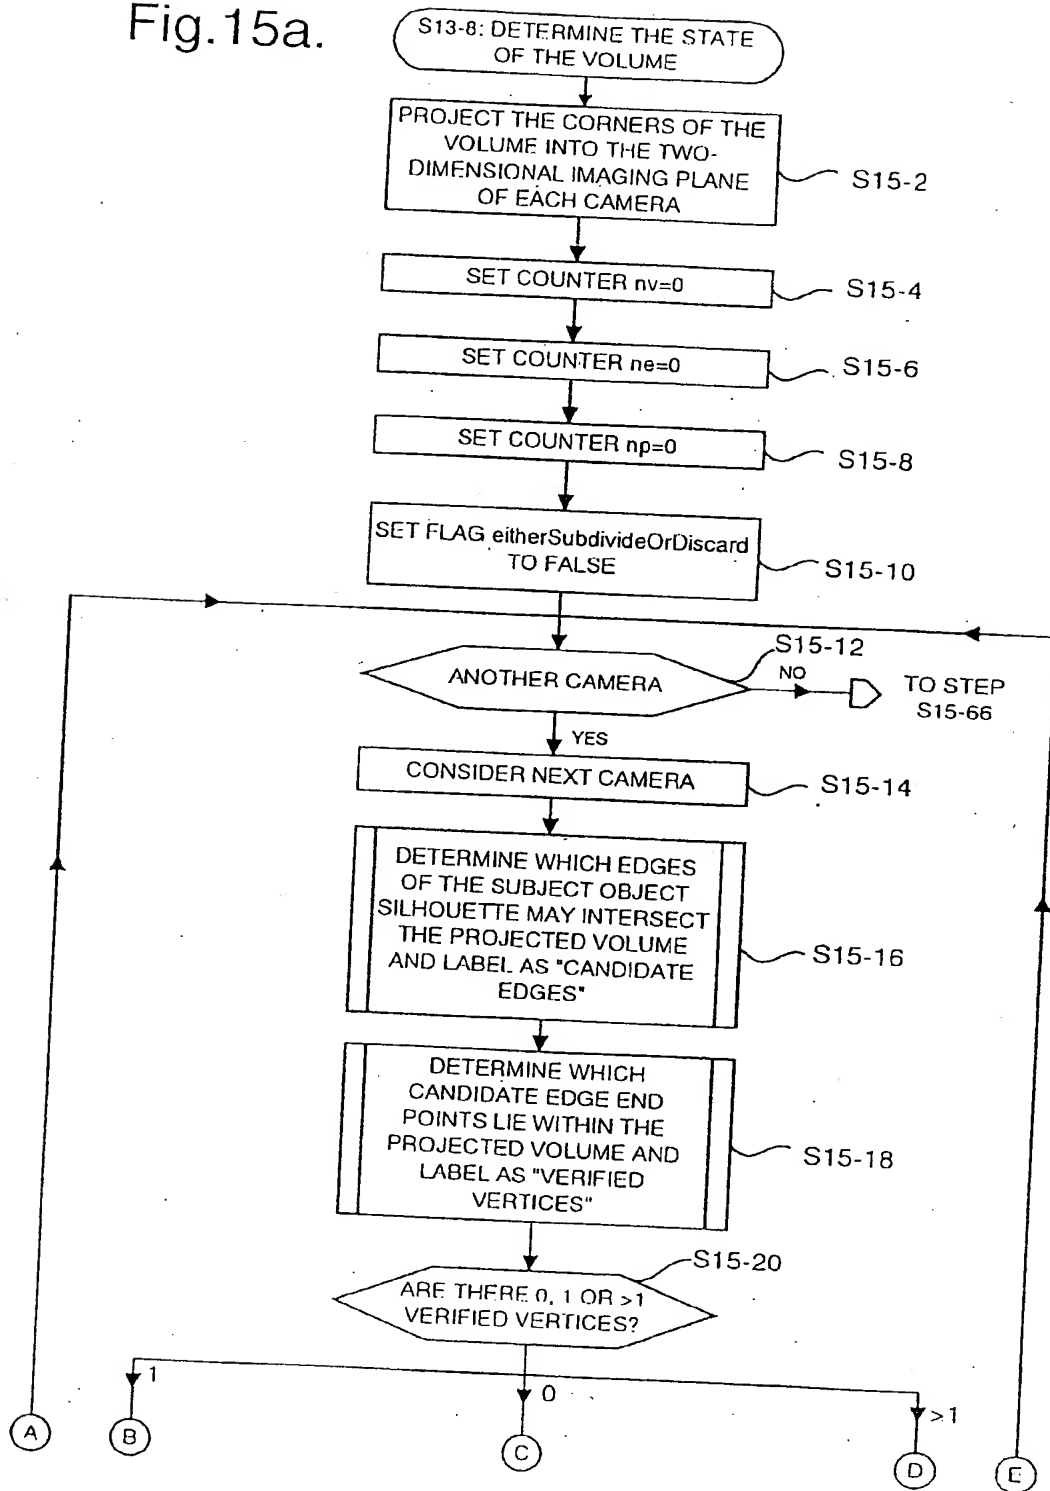 Fig.15a.
S13-8: DETERMINE THE STATE
OF THE VOLUME
PROJECT THE CORNERS OF THE
VOLUME INTO THE TWO-
DIMENSIONAL IMAGING PLANE
OF EACH CAMERA
S15-2
SET COUNTER nv=0
S15-4
SET COUNTER ne=0
S15-6
SET COUNTER np=0
S15-8
SET FLAG eitherSubdivideOrDiscard
TO FALSE
S15-10
S15-12
ANOTHER CAMERA
NO
TO STEP
S15-66
YES
CONSIDER NEXT CAMERA
S15-14
DETERMINE WHICH EDGES
OF THE SUBJECT OBJECT
SILHOUETTE MAY INTERSECT
THE PROJECTED VOLUME
AND LABEL AS "CANDIDATE
EDGES"
S15-16
DETERMINE WHICH
CANDIDATE EDGE END
POINTS LIE WITHIN THE
PROJECTED VOLUME AND
LABEL AS "VERIFIED
VERTICES"
S15-18
S15-20
ARE THERE 0, 1 OR >1
VERIFIED VERTICES?
1
0
>1
A
B
C
D
E